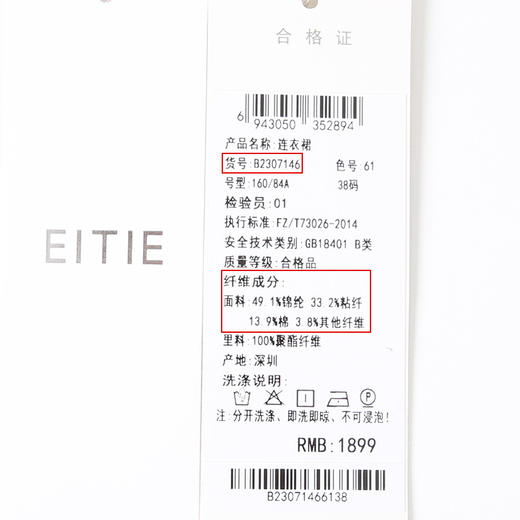 合格证
6 943050 352894
产品名称:连衣裙
货号:B2307146 色号:61
号型:160/84A 38码
检验员:01
执行标准:FZ/T73026-2014
安全技术类别:GB18401 B类
质量等级:合格品
纤维成分:
面料:49.1%锦纶 33.2%粘纤
13.9%棉 3.8%其他纤维
里料:100%聚酯纤维
产地:深圳
洗涤说明:
注:分开洗涤、即洗即晾、不可浸泡!
RMB:1899
B23071466138
EITIE